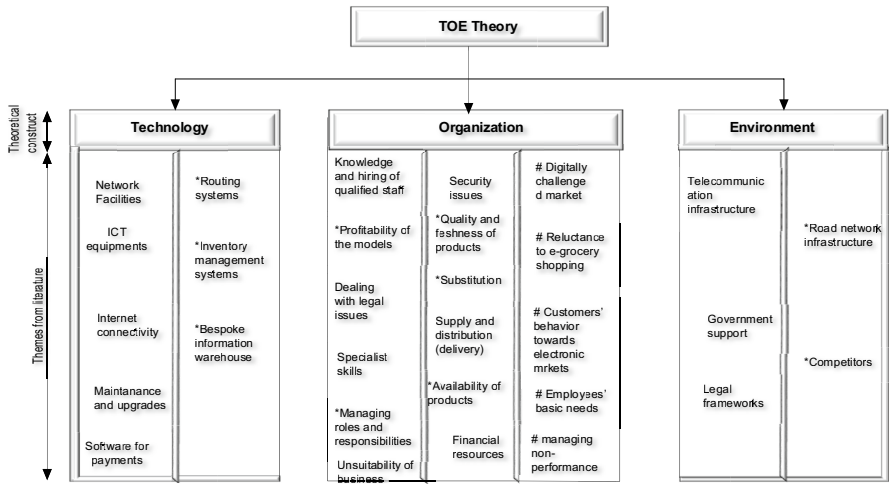 TOE Theory
Theoretical
construct
Themes from literature
Technology
Network
Facilities
ICT
equipments
Internet
connectivity
Maintanance
and upgrades
Software for
payments
*Routing
systems
*Inventory
management
systems
*Bespoke
information
warehouse
Organization
Knowledge
and hiring of
qualified staff
*Profitability of
the models
Dealing
with legal
issues
Specialist
skills
*Managing
roles and
responsibilities
Unsuitability of
business
Security
issues
*Quality and
feshness of
products
*Substitution
Supply and
distribution
(delivery)
*Availability of
products
Financial
resources
# Digitally
challenge
d market
# Reluctance
to e-grocery
shopping
# Customers'
behavior
towards
electronic
mrkets
# Employees'
basic needs
# managing
non-
performance
Environment
Telecommunic
ation
infrastructure
Government
support
Legal
frameworks
*Road network
infrastructure
*Competitors